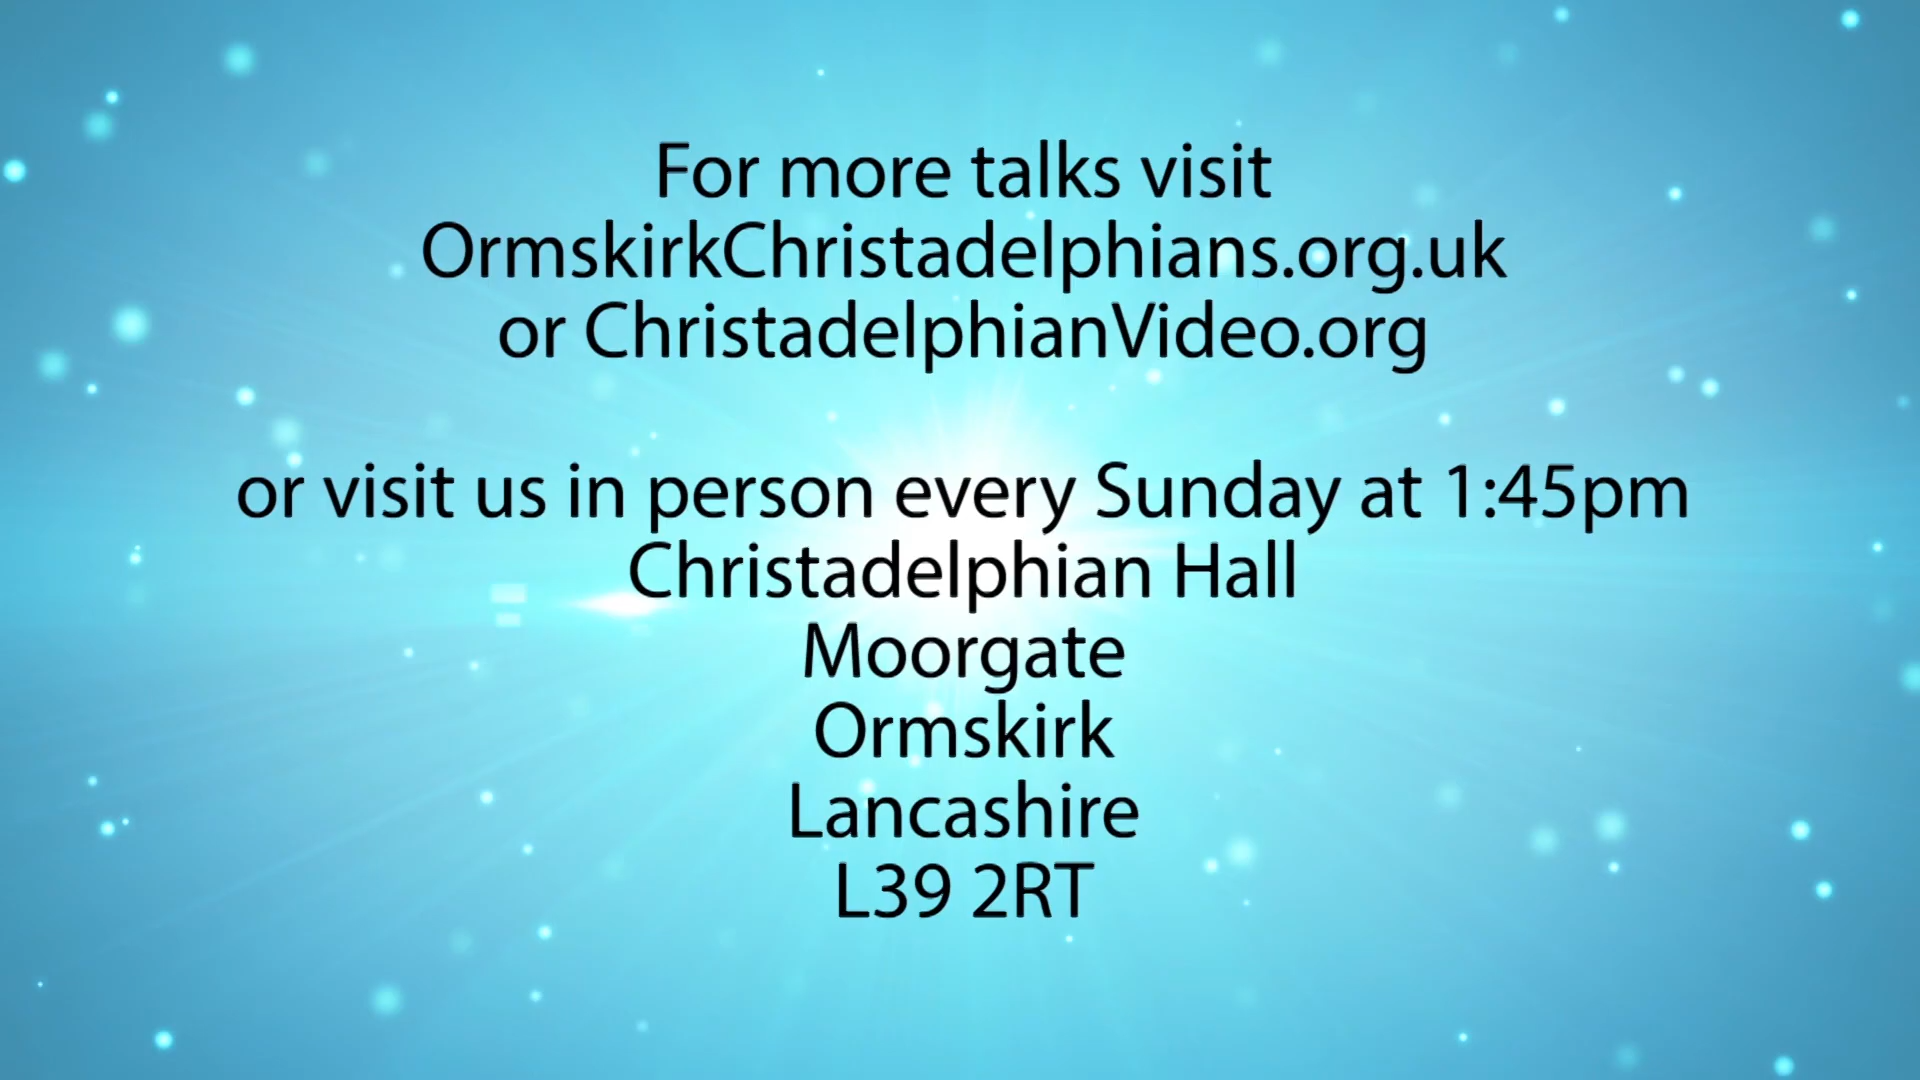 For more talks visit
OrmskirkChristadelphians.org.uk
or ChristadelphianVideo.org
or visit us in person every Sunday at 1:45pm
Christadelphian Hall
Moorgate
Ormskirk
Lancashire
L39 2RT